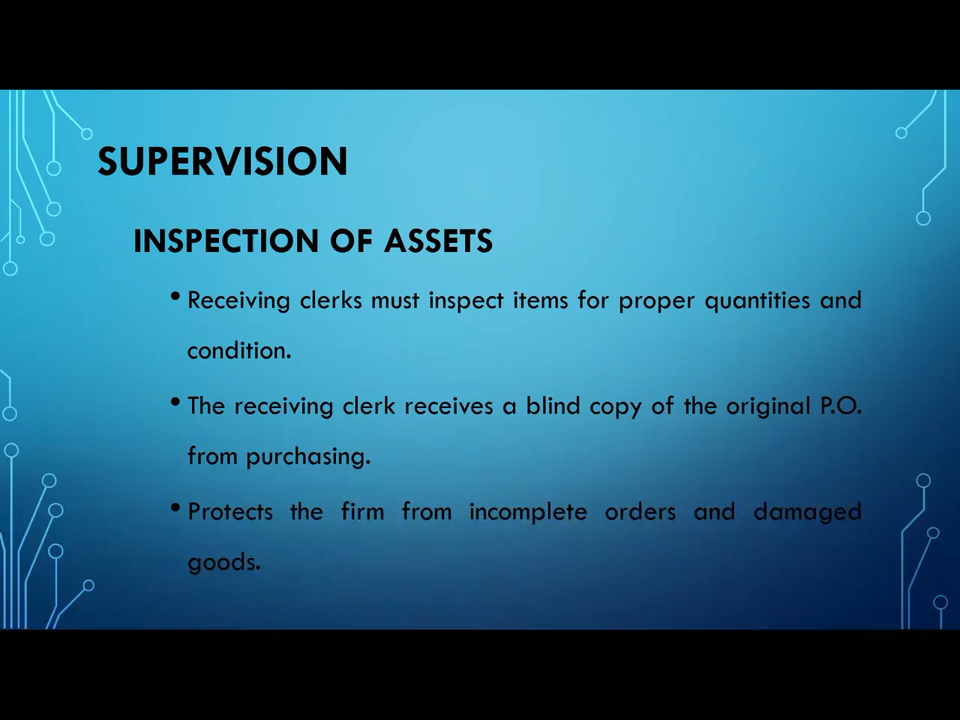 SUPERVISION
INSPECTION OF ASSETS
• Receiving clerks must inspect items for proper quantities and
condition.
• The receiving clerk receives a blind copy of the original P.O.
from purchasing.
• Protects the firm from incomplete orders and damaged
goods.